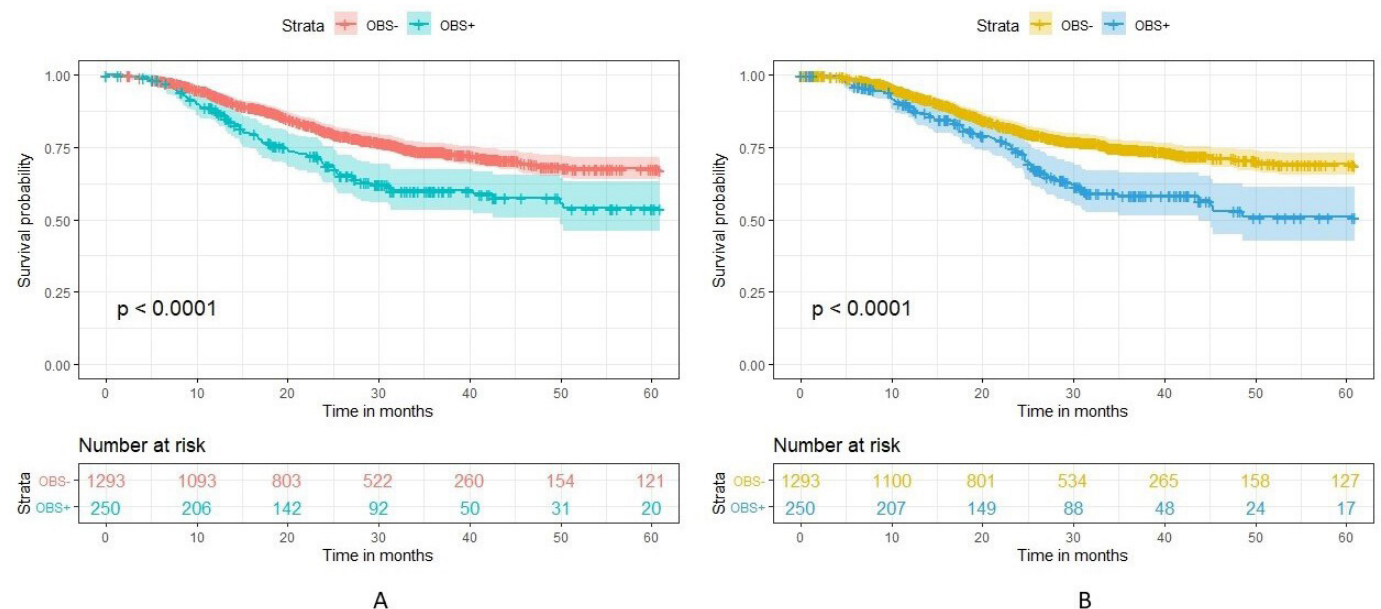 Strata OBS- OBS+
Survival probability
1.00
0.75
0.50
0.25
0.00
p < 0.0001
0 10 20 30 40 50 60
Time in months
Number at risk
Strata
OBS- 1293 1093 803 522 260 154 121
OBS+ 250 206 142 92 50 31 20
0 10 20 30 40 50 60
Time in months
A
Strata OBS- OBS+
Survival probability
1.00
0.75
0.50
0.25
0.00
p < 0.0001
0 10 20 30 40 50 60
Time in months
Number at risk
Strata
OBS- 1293 1100 801 534 265 158 127
OBS+ 250 207 149 88 48 24 17
0 10 20 30 40 50 60
Time in months
B